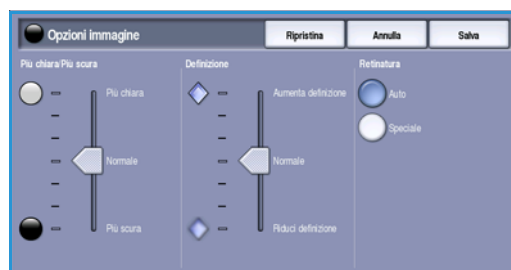 Opzioni immagine
Ripristina
Annulla
Salva
Più chiara/Più scura
Più chiara
Normale
Più scura
Definizione
Aumenta definizione
Normale
Riduci definizione
Retinatura
Auto
Speciale